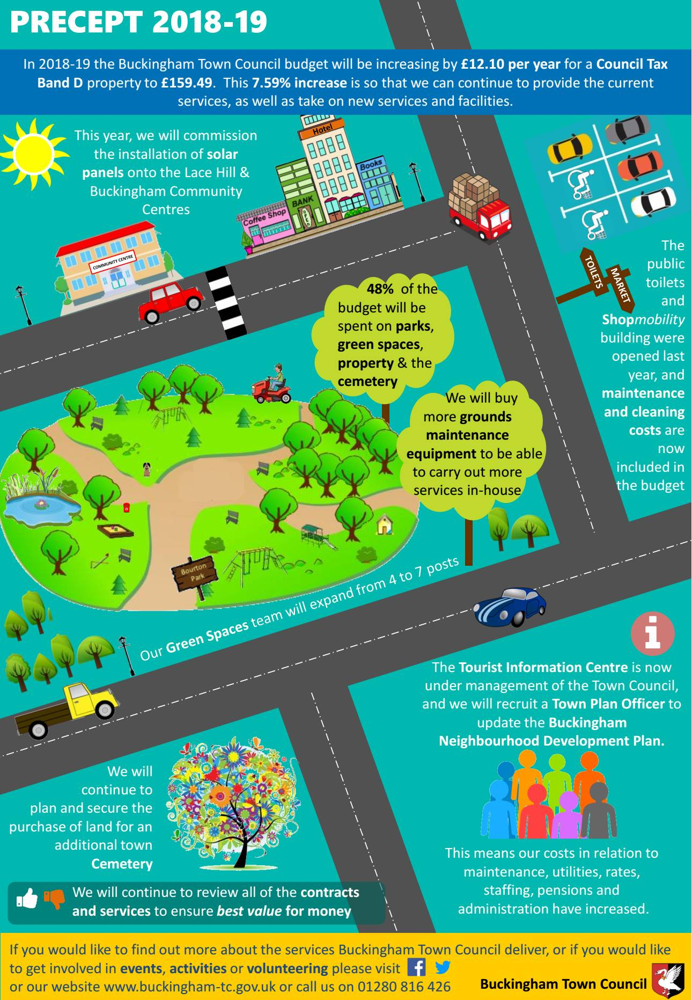 PRECEPT 2018-19
In 2018-19 the Buckingham Town Council budget will be increasing by £12.10 per year for a Council Tax
Band D property to £159.49.  This 7.59% increase is so that we can continue to provide the current
services, as well as take on new services and facilities.
This year, we will commission
the installation of solar
panels onto the Lace Hill &
Buckingham Community
Centres
Hotel
Books
BANK
OPEN
Coffee Shop
COMMUNITY CENTRE
TOILETS
MARKET
The
public
toilets
and
Shopmobility
building were
opened last
year, and
maintenance
and cleaning
costs are
now
included in
the budget
48%  of the
budget will be
spent on parks,
green spaces,
property & the
cemetery
We will buy
more grounds
maintenance
equipment to be able
to carry out more
services in-house
Bourton
Park
Our Green Spaces team will expand from 4 to 7 posts
The Tourist Information Centre is now
under management of the Town Council,
and we will recruit a Town Plan Officer to
update the Buckingham
Neighbourhood Development Plan.
This means our costs in relation to
maintenance, utilities, rates,
staffing, pensions and
administration have increased.
We will
continue to
plan and secure the
purchase of land for an
additional town
Cemetery
We will continue to review all of the contracts
and services to ensure best value for money
If you would like to find out more about the services Buckingham Town Council deliver, or if you would like
to get involved in events, activities or volunteering please visit
or our website www.buckingham-tc.gov.uk or call us on 01280 816 426
Buckingham Town Council